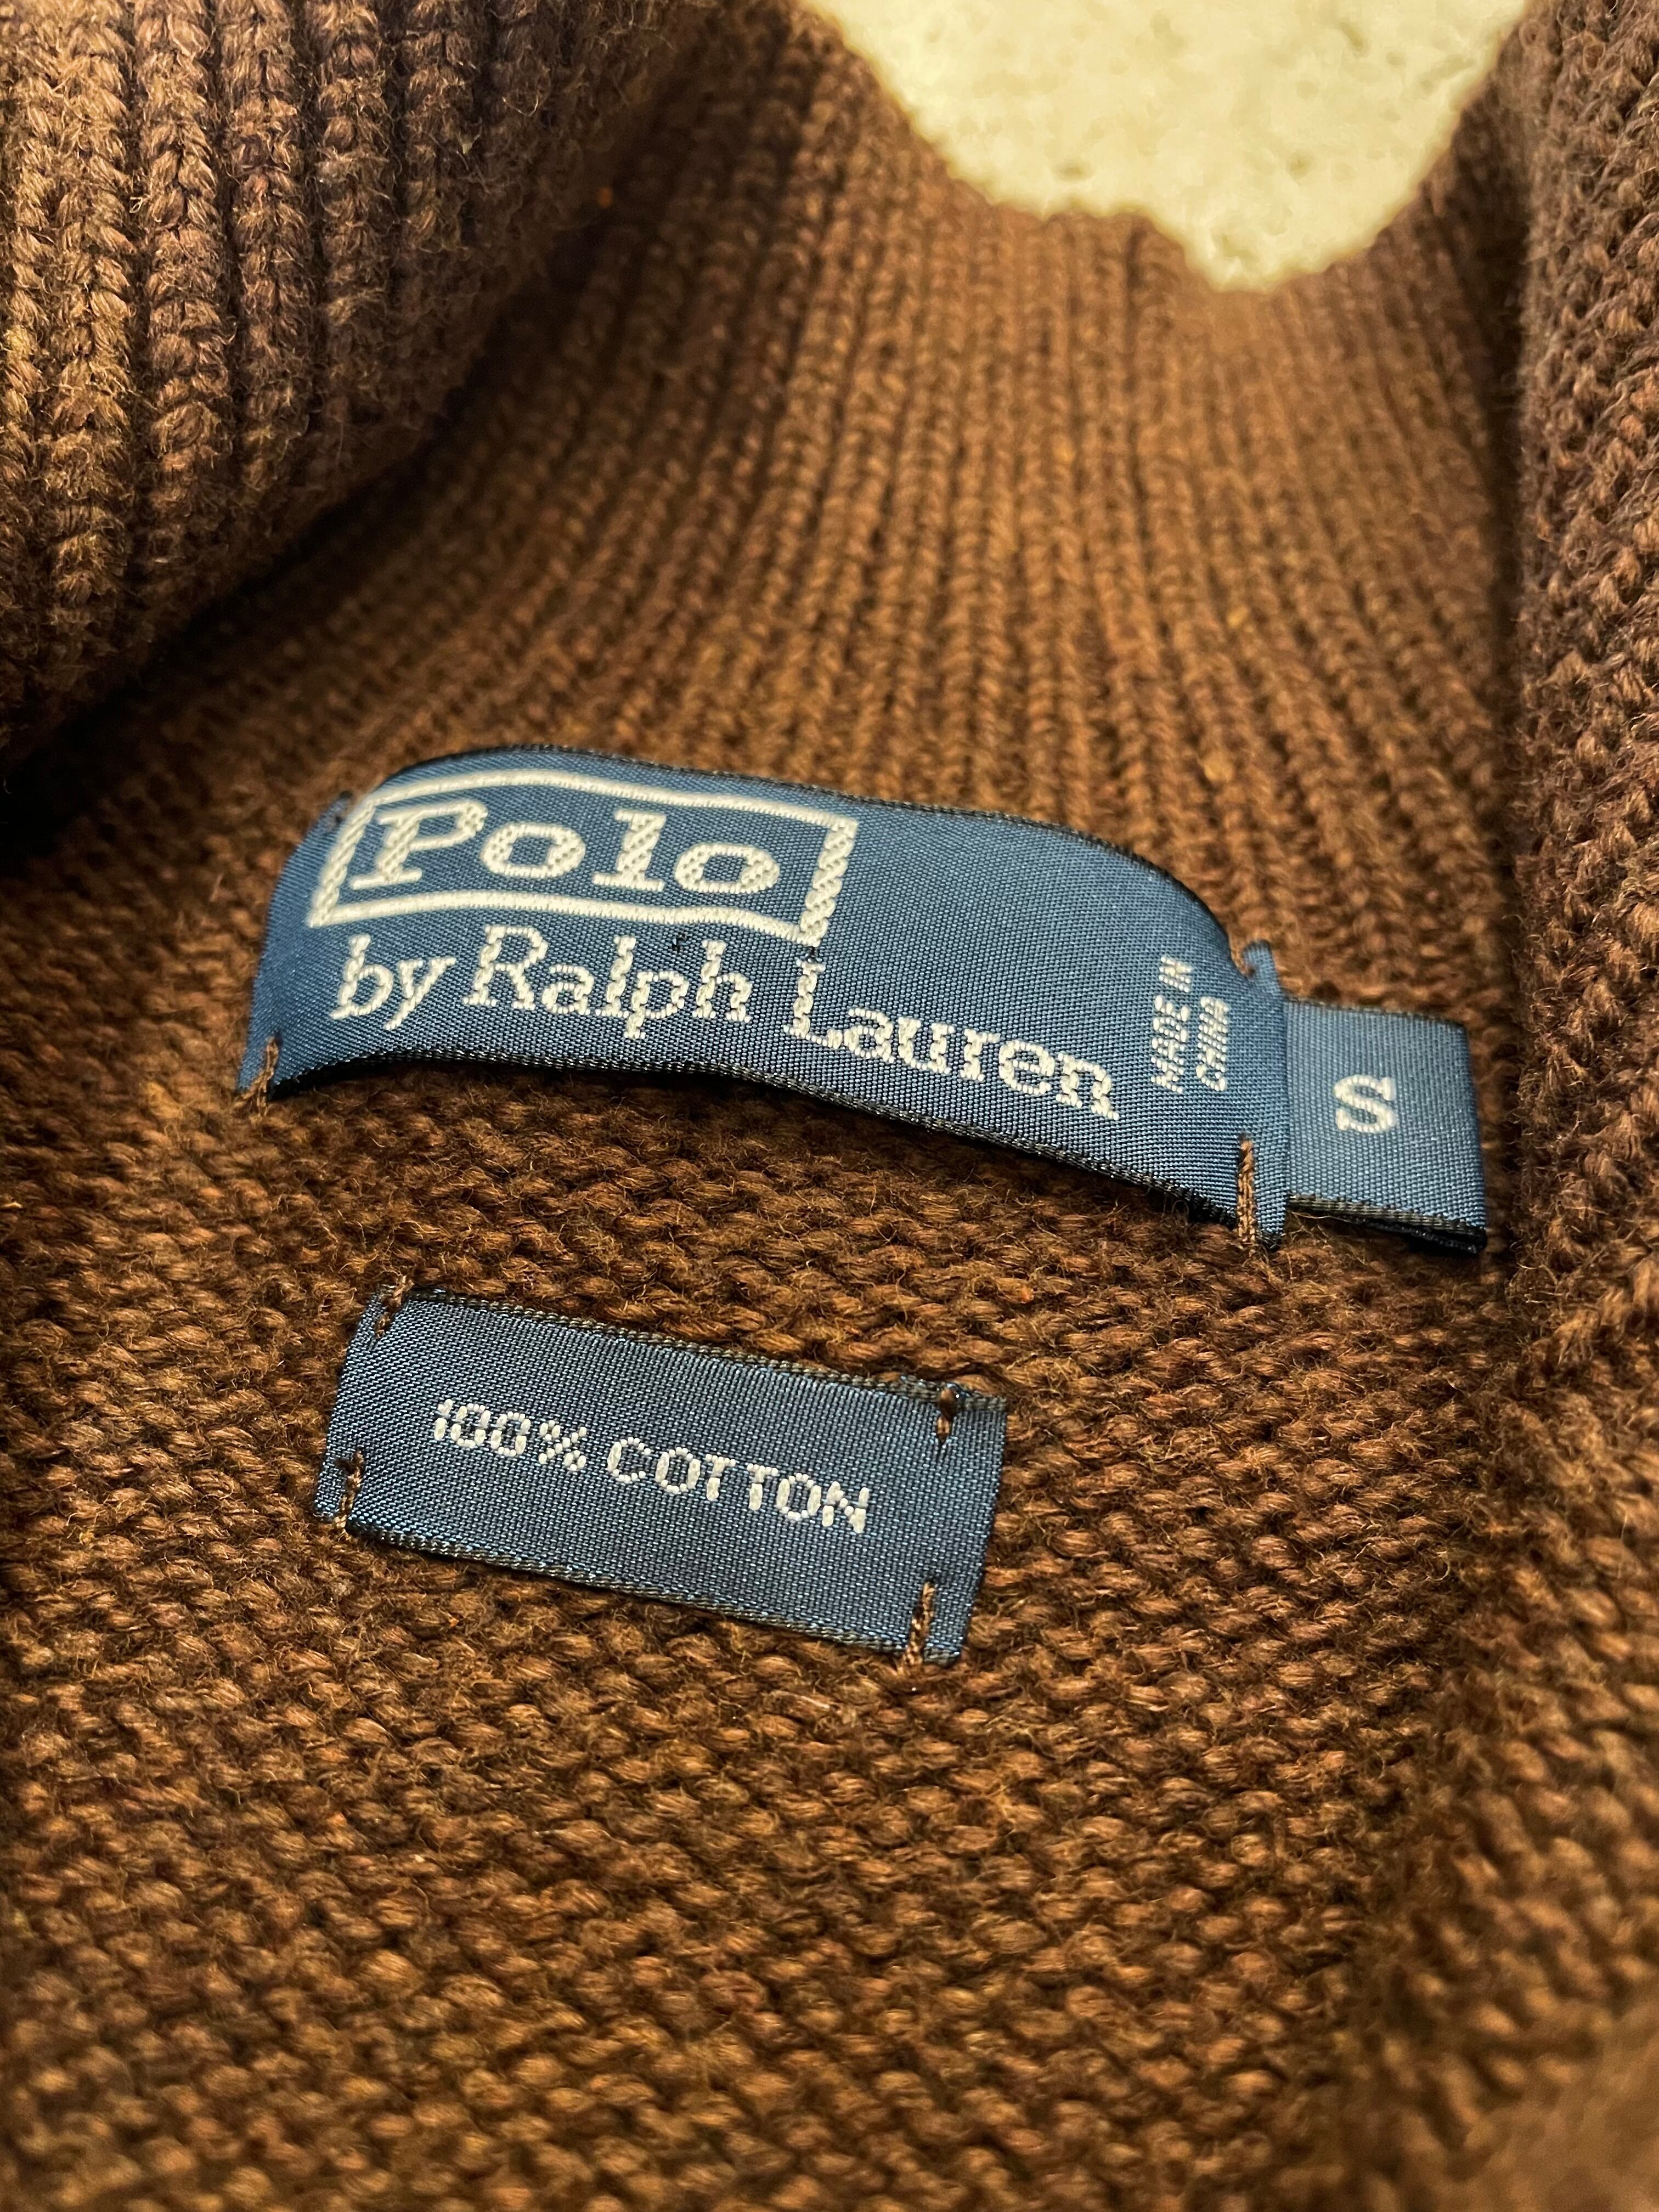 Polo
by Ralph Lauren
MADE IN
CHINA
S
100% COTTON